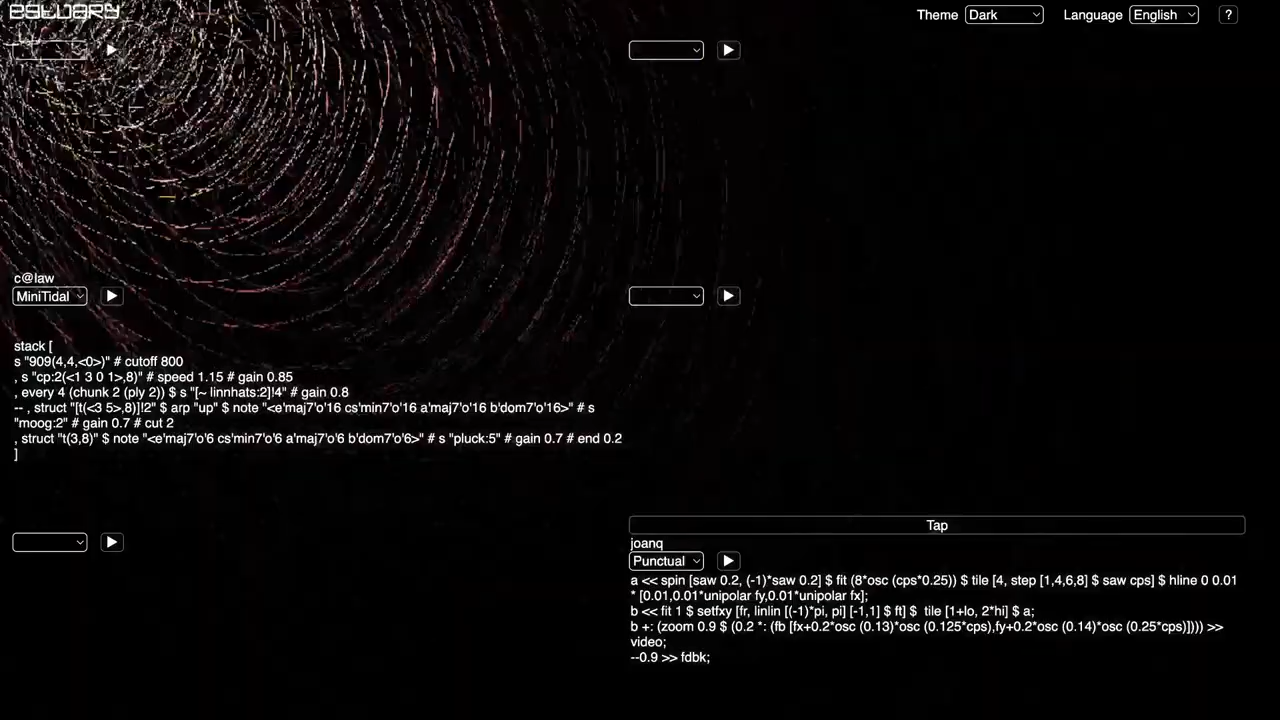 estuary
Theme Dark Language English ?
c@law
MiniTidal
stack [
s "909(4,4,<0>)" # cutoff 800
, s "cp:2(<1 3 0 1>,8)" # speed 1.15 # gain 0.85
, every 4 (chunk 2 (ply 2)) $ s "[~ linnhats:2]!4" # gain 0.8
-- , struct "[t(<3 5>,8)]!2" $ arp "up" $ note "<e'maj7'o'16 cs'min7'o'16 a'maj7'o'16 b'dom7'o'16>" # s
"moog:2" # gain 0.7 # cut 2
, struct "t(3,8)" $ note "<e'maj7'o'6 cs'min7'o'6 a'maj7'o'6 b'dom7'o'6>" # s "pluck:5" # gain 0.7 # end 0.2
]
Tap
joanq
Punctual
a << spin [saw 0.2, (-1)*saw 0.2] $ fit (8*osc (cps*0.25)) $ tile [4, step [1,4,6,8] $ saw cps] $ hline 0 0.01
* [0.01,0.01*unipolar fy,0.01*unipolar fx];
b << fit 1 $ setfxy [fr, linlin [(-1)*pi, pi] [-1,1] $ ft] $  tile [1+lo, 2*hi] $ a;
b +: (zoom 0.9 $ (0.2 *: (fb [fx+0.2*osc (0.13)*osc (0.125*cps),fy+0.2*osc (0.14)*osc (0.25*cps)]))) >>
video;
--0.9 >> fdbk;